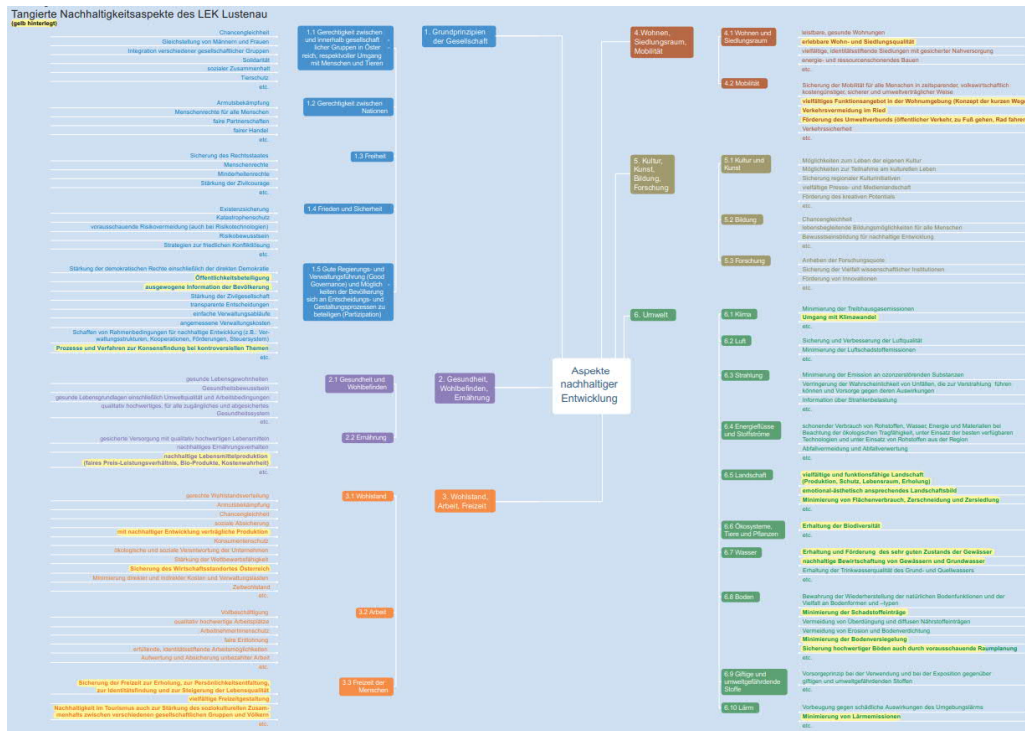 Tangierte Nachhaltigkeitsaspekte des LEK Lustenau
(gelb hinterlegt)
Aspekte
nachhaltiger
Entwicklung
1. Grundprinzipien
der Gesellschaft
1.1 Gerechtigkeit zwischen
und innerhalb gesellschaft -
licher Gruppen in Öster
reich, respektvoller Umgang
mit Menschen und Tieren
Chancengleichheit
Gleichstellung von Männern und Frauen
Integration verschiedener gesellschaftlicher Gruppen
Solidarität
sozialer Zusammenhalt
Tierschutz
etc.
1.2 Gerechtigkeit zwischen
Nationen
Armutsbekämpfung
Menschenrechte für alle Menschen
faire Partnerschaften
fairer Handel
etc.
1.3 Freiheit
Sicherung des Rechtsstaates
Menschenrechte
Minderheitenrechte
Stärkung der Zivilcourage
etc.
1.4 Frieden und Sicherheit
Existenzsicherung
Katastrophenschutz
vorausschauende Risikovermeidung (auch bei Risikotechnologien)
Risikobewusstsein
Strategien zur friedlichen Konfliktlösung
etc.
1.5 Gute Regierungs- und
Verwaltungsführung (Good
Governance) und Möglich -
keiten der Bevölkerung
sich an Entscheidungs- und
Gestaltungsprozessen zu
beteiligen (Partizipation)
Stärkung der demokratischen Rechte einschließlich der direkten Demokratie
Öffentlichkeitsbeteiligung
ausgewogene Information der Bevölkerung
Stärkung der Zivilgesellschaft
transparente Entscheidungen
einfache Verwaltungsabläufe
angemessene Verwaltungskosten
Schaffen von Rahmenbedingungen für nachhaltige Entwicklung (z.B. Ver-
waltungsstrukturen, Kooperationen, Förderungen, Steuersystem)
Prozesse und Verfahren zur Konsensfindung bei kontroversiellen Themen
etc.
2. Gesundheit,
Wohlbefinden,
Ernährung
2.1 Gesundheit und
Wohlbefinden
gesunde Lebensgewohnheiten
Gesundheitsbewusstsein
gesunde Lebensgrundlagen einschließlich Umweltqualität und Arbeitsbedingungen
qualitativ hochwertiges, für alle zugängliches und abgesichertes
Gesundheitssystem
etc.
2.2 Ernährung
gesicherte Versorgung mit qualitativ hochwertigen Lebensmitteln
nachhaltiges Ernährungsverhalten
nachhaltige Lebensmittelproduktion
(faires Preis-Leistungsverhältnis, Bio-Produkte, Kostenwahrheit)
etc.
3. Wohlstand,
Arbeit, Freizeit
3.1 Wohlstand
gerechte Wohlstandsverteilung
Armutsbekämpfung
Chancengleichheit
soziale Absicherung
mit nachhaltiger Entwicklung verträgliche Produktion
Konsumentenschutz
ökologische und soziale Verantwortung der Unternehmen
Stärkung der Wettbewerbsfähigkeit
Sicherung des Wirtschaftsstandortes Österreich
Minimierung direkter und indirekter Kosten und Verwaltungslasten
Zeitwohlstand
etc.
3.2 Arbeit
Vollbeschäftigung
qualitativ hochwertige Arbeitsplätze
ArbeitnehmerInnenschutz
faire Entlohnung
erfüllende, identitätsstiftende Arbeitsmöglichkeiten
Aufwertung und Absicherung unbezahlter Arbeit
etc.
3.3 Freizeit der
Menschen
Sicherung der Freizeit zur Erholung, zur Persönlichkeitsentfaltung,
zur Identitätsfindung und zur Steigerung der Lebensqualität
vielfältige Freizeitgestaltung
Nachhaltigkeit im Tourismus auch zur Stärkung des soziokulturellen Zusam-
menhalts zwischen verschiedenen gesellschaftlichen Gruppen und Völkern
etc.
4.Wohnen,
Siedlungsraum,
Mobilität
4.1 Wohnen und
Siedlungsraum
leistbare, gesunde Wohnungen
erlebbare Wohn- und Siedlungsqualität
vielfältige, identitätsstiftende Siedlungen mit gesicherter Nahversorgung
energie- und ressourcenschonendes Bauen
etc.
4.2 Mobilität
Sicherung der Mobilität für alle Menschen in zeitsparender, volkswirtschaftlich
kostengünstiger, sicherer und umweltverträglicher Weise
vielfältiges Funktionsangebot in der Wohnumgebung (Konzept der kurzen Wege
Verkehrsvermeidung im Ried
Förderung des Umweltverbunds (öffentlicher Verkehr, zu Fuß gehen, Rad fahren
Verkehrssicherheit
etc.
5. Kultur,
Kunst,
Bildung,
Forschung
5.1 Kultur und
Kunst
Möglichkeiten zum Leben der eigenen Kultur
Möglichkeiten zur Teilnahme am kulturellen Leben
Sicherung regionaler Kulturinitiativen
vielfältige Presse- und Medienlandschaft
Förderung des kreativen Potentials
etc.
5.2 Bildung
Chancengleichheit
lebensbegleitende Bildungsmöglichkeiten für alle Menschen
Bewusstseinsbildung für nachhaltige Entwicklung
etc.
5.3 Forschung
Anheben der Forschungsquote
Sicherung der Vielfalt wissenschaftlicher Institutionen
Förderung von Innovationen
etc.
6. Umwelt
6.1 Klima
Minimierung der Treibhausgasemissionen
Umgang mit Klimawandel
etc.
6.2 Luft
Sicherung und Verbesserung der Luftqualität
Minimierung der Luftschadstoffemissionen
etc.
6.3 Strahlung
Minimierung der Emission an ozonzerstörenden Substanzen
Verringerung der Wahrscheinlichkeit von Unfällen, die zur Verstrahlung führen
können und Vorsorge gegen deren Auswirkungen
Information über Strahlenbelastung
etc.
6.4 Energieflüsse
und Stoffströme
schonender Verbrauch von Rohstoffen, Wasser, Energie und Materialien bei
Beachtung der ökologischen Tragfähigkeit, unter Einsatz der besten verfügbaren
Technologien und unter Einsatz von Rohstoffen aus der Region
Abfallvermeidung und Abfallverwertung
etc.
6.5 Landschaft
vielfältige und funktionsfähige Landschaft
(Produktion, Schutz, Lebensraum, Erholung)
emotional-ästhetisch ansprechendes Landschaftsbild
Minimierung von Flächenverbrauch, Zerschneidung und Zersiedlung
etc.
6.6 Ökosysteme,
Tiere und Pflanzen
Erhaltung der Biodiversität
etc.
6.7 Wasser
Erhaltung und Förderung des sehr guten Zustands der Gewässer
nachhaltige Bewirtschaftung von Gewässern und Grundwasser
Erhaltung der Trinkwasserqualität des Grund- und Quellwassers
etc.
6.8 Boden
Bewahrung der Wiederherstellung der natürlichen Bodenfunktionen und der
Vielfalt an Bodenformen und –typen
Minimierung der Schadstoffeinträge
Vermeidung von Überdüngung und diffusen Nährstoffeinträgen
Vermeidung von Erosion und Bodenverdichtung
Minimierung der Bodenversiegelung
Sicherung hochwertiger Böden auch durch vorausschauende Raumplanung
etc.
6.9 Giftige und
umweltgefährdende
Stoffe
Vorsorgeprinzip bei der Verwendung und bei der Exposition gegenüber
giftigen und umweltgefährdenden Stoffen
etc.
6.10 Lärm
Vorbeugung gegen schädliche Auswirkungen des Umgebungslärms
Minimierung von Lärmemissionen
etc.